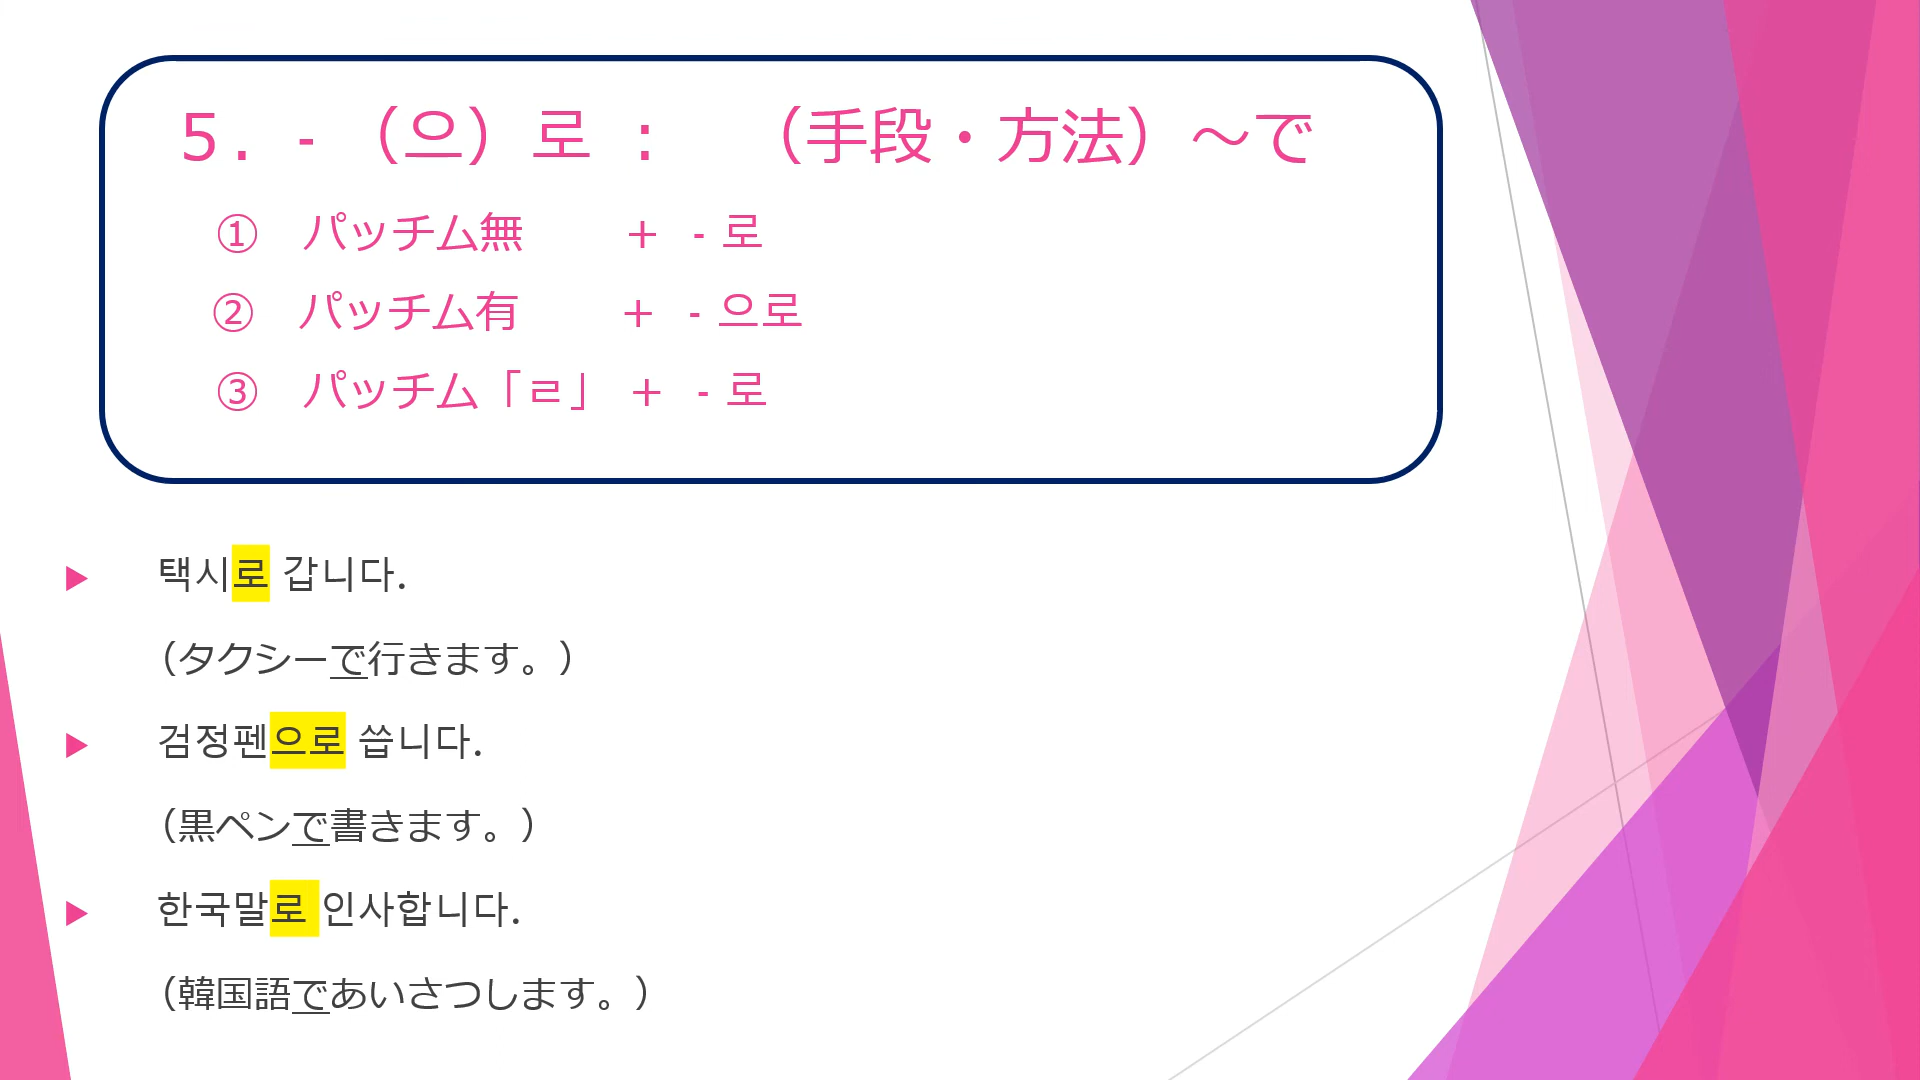 5．-（으）로 ：　（手段・方法）～で
①　パッチム無　　＋ -로
②　パッチム有　　＋ -으로
③　パッチム「ㄹ」 ＋ -로
택시로 갑니다.
（タクシーで行きます。）
검정펜으로 씁니다.
（黒ペンで書きます。）
한국말로 인사합니다.
（韓国語であいさつします。）